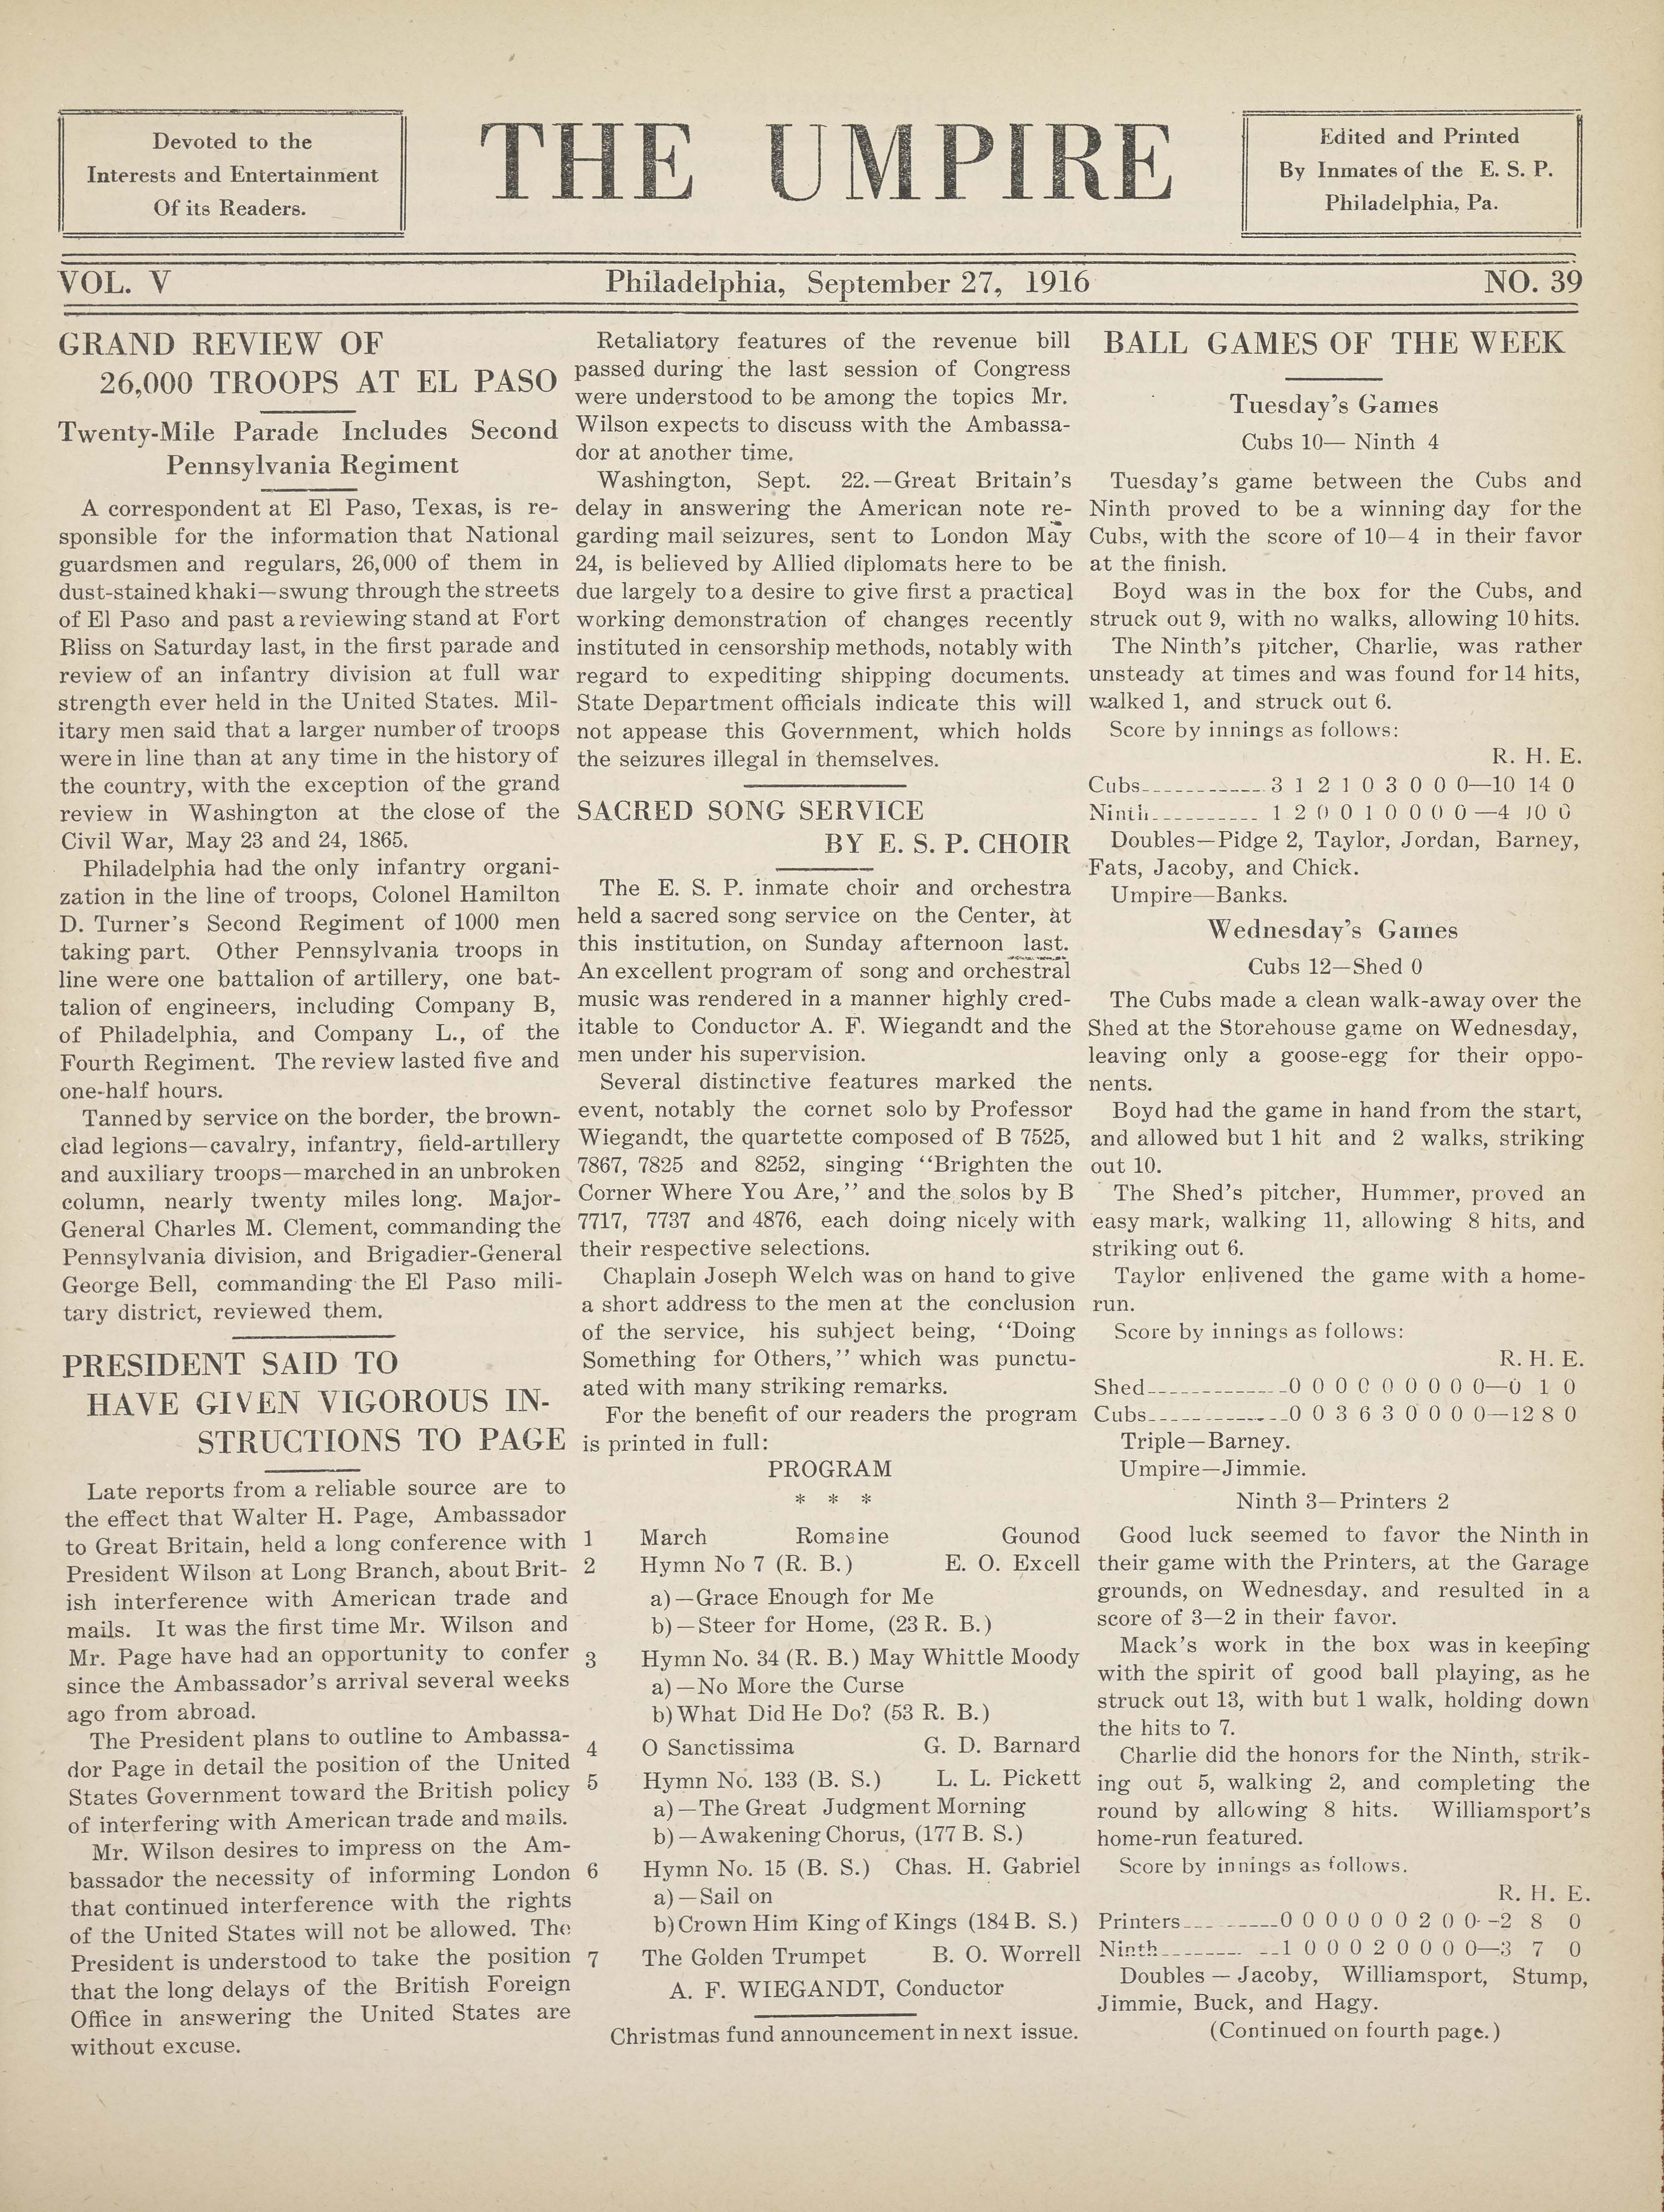 Devoted to the
Interests and Entertainment
Of its Readers.
THE UMPIRE
Edited and Printed
By Inmates of the E. S. P.
Philadelphia, Pa.
VOL. V
Philadelphia, September 27, 1916
NO. 39
GRAND REVIEW OF
26,000 TROOPS AT EL PASO
Twenty-Mile Parade Includes Second
Pennsylvania Regiment
A correspondent at El Paso, Texas, is re-
sponsible for the information that National
guardsmen and regulars, 26,000 of them in
dust-stained khaki—swung through the streets
of El Paso and past a reviewing stand at Fort
Bliss on Saturday last, in the first parade and
review of an infantry division at full war
strength ever held in the United States. Mil-
itary men said that a larger number of troops
were in line than at any time in the history of
the country, with the exception of the grand
review in Washington at the close of the
Civil War, May 23 and 24, 1865.
Philadelphia had the only infantry organi-
zation in the line of troops, Colonel Hamilton
D. Turner's Second Regiment of 1000 men
taking part. Other Pennsylvania troops in
line were one battalion of artillery, one bat-
talion of engineers, including Company B,
of Philadelphia, and Company L., of the
Fourth Regiment. The review lasted five and
one-half hours.
Tanned by service on the border, the brown-
clad legions—cavalry, infantry, field-artillery
and auxiliary troops—marched in an unbroken
column, nearly twenty miles long. Major-
General Charles M. Clement, commanding the
Pennsylvania division, and Brigadier-General
George Bell, commanding the El Paso mili-
tary district, reviewed them.
PRESIDENT SAID TO
HAVE GIVEN VIGOROUS IN-
STRUCTIONS TO PAGE
Late reports from a reliable source are to
the effect that Walter H. Page, Ambassador
to Great Britain, held a long conference with
President Wilson at Long Branch, about Brit-
ish interference with American trade and
mails. It was the first time Mr. Wilson and
Mr. Page have had an opportunity to confer
since the Ambassador's arrival several weeks
ago from abroad.
The President plans to outline to Ambassa-
dor Page in detail the position of the United
States Government toward the British policy
of interfering with American trade and mails.
Mr. Wilson desires to impress on the Am-
bassador the necessity of informing London
that continued interference with the rights
of the United States will not be allowed. The
President is understood to take the position
that the long delays of the British Foreign
Office in answering the United States are
without excuse.
Retaliatory features of the revenue bill
passed during the last session of Congress
were understood to be among the topics Mr.
Wilson expects to discuss with the Ambassa-
dor at another time.
Washington, Sept. 22.—Great Britain's
delay in answering the American note re-
garding mail seizures, sent to London May
24, is believed by Allied diplomats here to be
due largely to a desire to give first a practical
working demonstration of changes recently
instituted in censorship methods, notably with
regard to expediting shipping documents.
State Department officials indicate this will
not appease this Government, which holds
the seizures illegal in themselves.
SACRED SONG SERVICE
BY E. S. P. CHOIR
The E. S. P. inmate choir and orchestra
held a sacred song service on the Center, at
this institution, on Sunday afternoon last.
An excellent program of song and orchestral
music was rendered in a manner highly cred-
itable to Conductor A. F. Wiegandt and the
men under his supervision.
Several distinctive features marked the
event, notably the cornet solo by Professor
Wiegandt, the quartette composed of B 7525,
7867, 7825 and 8252, singing "Brighten the
Corner Where You Are," and the solos by B
7717, 7737 and 4876, each doing nicely with
their respective selections.
Chaplain Joseph Welch was on hand to give
a short address to the men at the conclusion
of the service, his subject being, "Doing
Something for Others," which was punctu-
ated with many striking remarks.
For the benefit of our readers the program
is printed in full:
PROGRAM
* * *
1 March Romaine Gounod
2 Hymn No 7 (R. B.) E. O. Excell
a)—Grace Enough for Me
b)—Steer for Home, (23 R. B.)
3 Hymn No. 34 (R. B.) May Whittle Moody
a)—No More the Curse
b) What Did He Do? (53 R. B.)
4 O Sanctissima G. D. Barnard
5 Hymn No. 133 (B. S.) L. L. Pickett
a)—The Great Judgment Morning
b)—Awakening Chorus, (177 B. S.)
6 Hymn No. 15 (B. S.) Chas. H. Gabriel
a)—Sail on
b) Crown Him King of Kings (184 B. S.)
7 The Golden Trumpet B. O. Worrell
A. F. WIEGANDT, Conductor
Christmas fund announcement in next issue.
BALL GAMES OF THE WEEK
Tuesday's Games
Cubs 10— Ninth 4
Tuesday's game between the Cubs and
Ninth proved to be a winning day for the
Cubs, with the score of 10—4 in their favor
at the finish.
Boyd was in the box for the Cubs, and
struck out 9, with no walks, allowing 10 hits.
The Ninth's pitcher, Charlie, was rather
unsteady at times and was found for 14 hits,
walked 1, and struck out 6.
Score by innings as follows:
R. H. E.
Cubs 3 1 2 1 0 3 0 0 0—10 14 0
Ninth 1 2 0 0 1 0 0 0 0—4 10 0
Doubles—Pidge 2, Taylor, Jordan, Barney,
Fats, Jacoby, and Chick.
Umpire—Banks.
Wednesday's Games
Cubs 12—Shed 0
The Cubs made a clean walk-away over the
Shed at the Storehouse game on Wednesday,
leaving only a goose-egg for their oppo-
nents.
Boyd had the game in hand from the start,
and allowed but 1 hit and 2 walks, striking
out 10.
The Shed's pitcher, Hummer, proved an
easy mark, walking 11, allowing 8 hits, and
striking out 6.
Taylor enlivened the game with a home-
run.
Score by innings as follows:
R. H. E.
Shed 0 0 0 0 0 0 0 0 0—0 1 0
Cubs 0 0 3 6 3 0 0 0 0—12 8 0
Triple—Barney.
Umpire—Jimmie.
Ninth 3—Printers 2
Good luck seemed to favor the Ninth in
their game with the Printers, at the Garage
grounds, on Wednesday. and resulted in a
score of 3—2 in their favor.
Mack's work in the box was in keeping
with the spirit of good ball playing, as he
struck out 13, with but 1 walk, holding down
the hits to 7.
Charlie did the honors for the Ninth, strik-
ing out 5, walking 2, and completing the
round by allowing 8 hits. Williamsport's
home-run featured.
Score by innings as follows.
R. H. E.
Printers 0 0 0 0 0 0 2 0 0--2 8 0
Ninth 1 0 0 0 2 0 0 0 0—3 7 0
Doubles — Jacoby, Williamsport, Stump,
Jimmie, Buck, and Hagy.
(Continued on fourth page.)